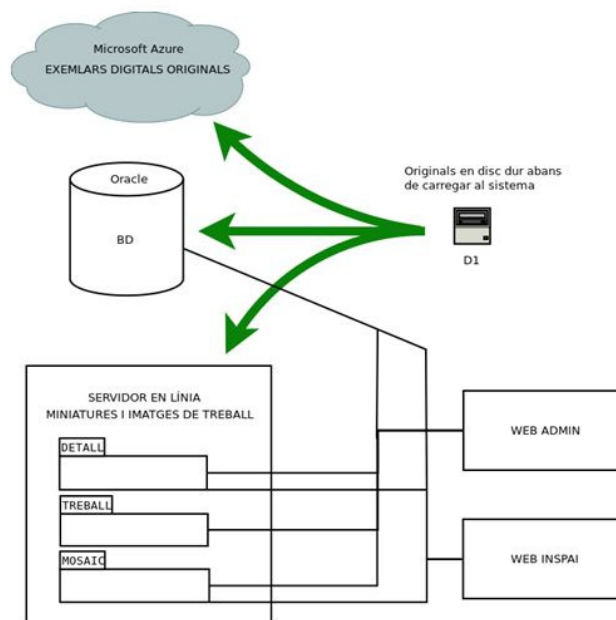 Microsoft Azure
EXEMLARS DIGITALS ORIGINALS
Oracle
BD
Originals en disc dur abans
de carregar al sistema
D1
SERVIDOR EN LÍNIA
MINIATURES I IMATGES DE TREBALL
DETALL
TREBALL
MOSAIC
WEB ADMIN
WEB INSPAI